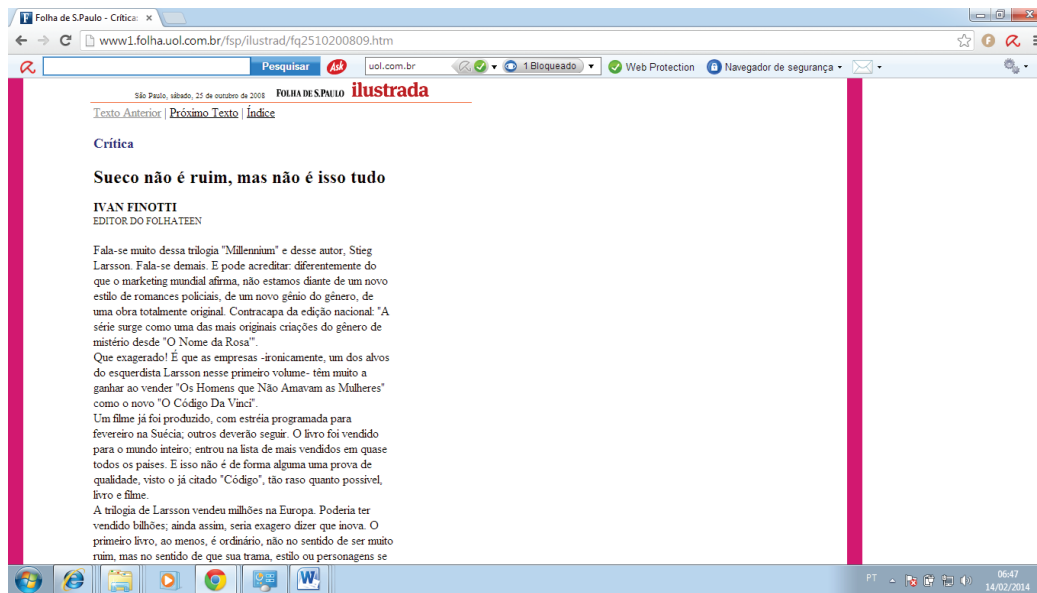 Folha de S.Paulo - Crítica:
www1.folha.uol.com.br/fsp/ilustrad/fq2510200809.htm
Pesquisar Ask uol.com.br 1 Bloqueado Web Protection Navegador de segurança
São Paulo, sábado, 25 de outubro de 2008 FOLHA DE S.PAULO ilustrada
Texto Anterior | Próximo Texto | Índice
Crítica
Sueco não é ruim, mas não é isso tudo
IVAN FINOTTI
EDITOR DO FOLHATEEN
Fala-se muito dessa trilogia "Millennium" e desse autor, Stieg
Larsson. Fala-se demais. E pode acreditar: diferentemente do
que o marketing mundial afirma, não estamos diante de um novo
estilo de romances policiais, de um novo gênio do gênero, de
uma obra totalmente original. Contracapa da edição nacional: "A
série surge como uma das mais originais criações do gênero de
mistério desde "O Nome da Rosa'".
Que exagerado! É que as empresas -ironicamente, um dos alvos
do esquerdista Larsson nesse primeiro volume- têm muito a
ganhar ao vender "Os Homens que Não Amavam as Mulheres"
como o novo "O Código Da Vinci".
Um filme já foi produzido, com estréia programada para
fevereiro na Suécia; outros deverão seguir. O livro foi vendido
para o mundo inteiro; entrou na lista de mais vendidos em quase
todos os países. E isso não é de forma alguma uma prova de
qualidade, visto o já citado "Código", tão raso quanto possível,
livro e filme.
A trilogia de Larsson vendeu milhões na Europa. Poderia ter
vendido bilhões; ainda assim, seria exagero dizer que inova. O
primeiro livro, ao menos, é ordinário, não no sentido de ser muito
ruim, mas no sentido de que sua trama, estilo ou personagens se
PT 06:47
14/02/2014